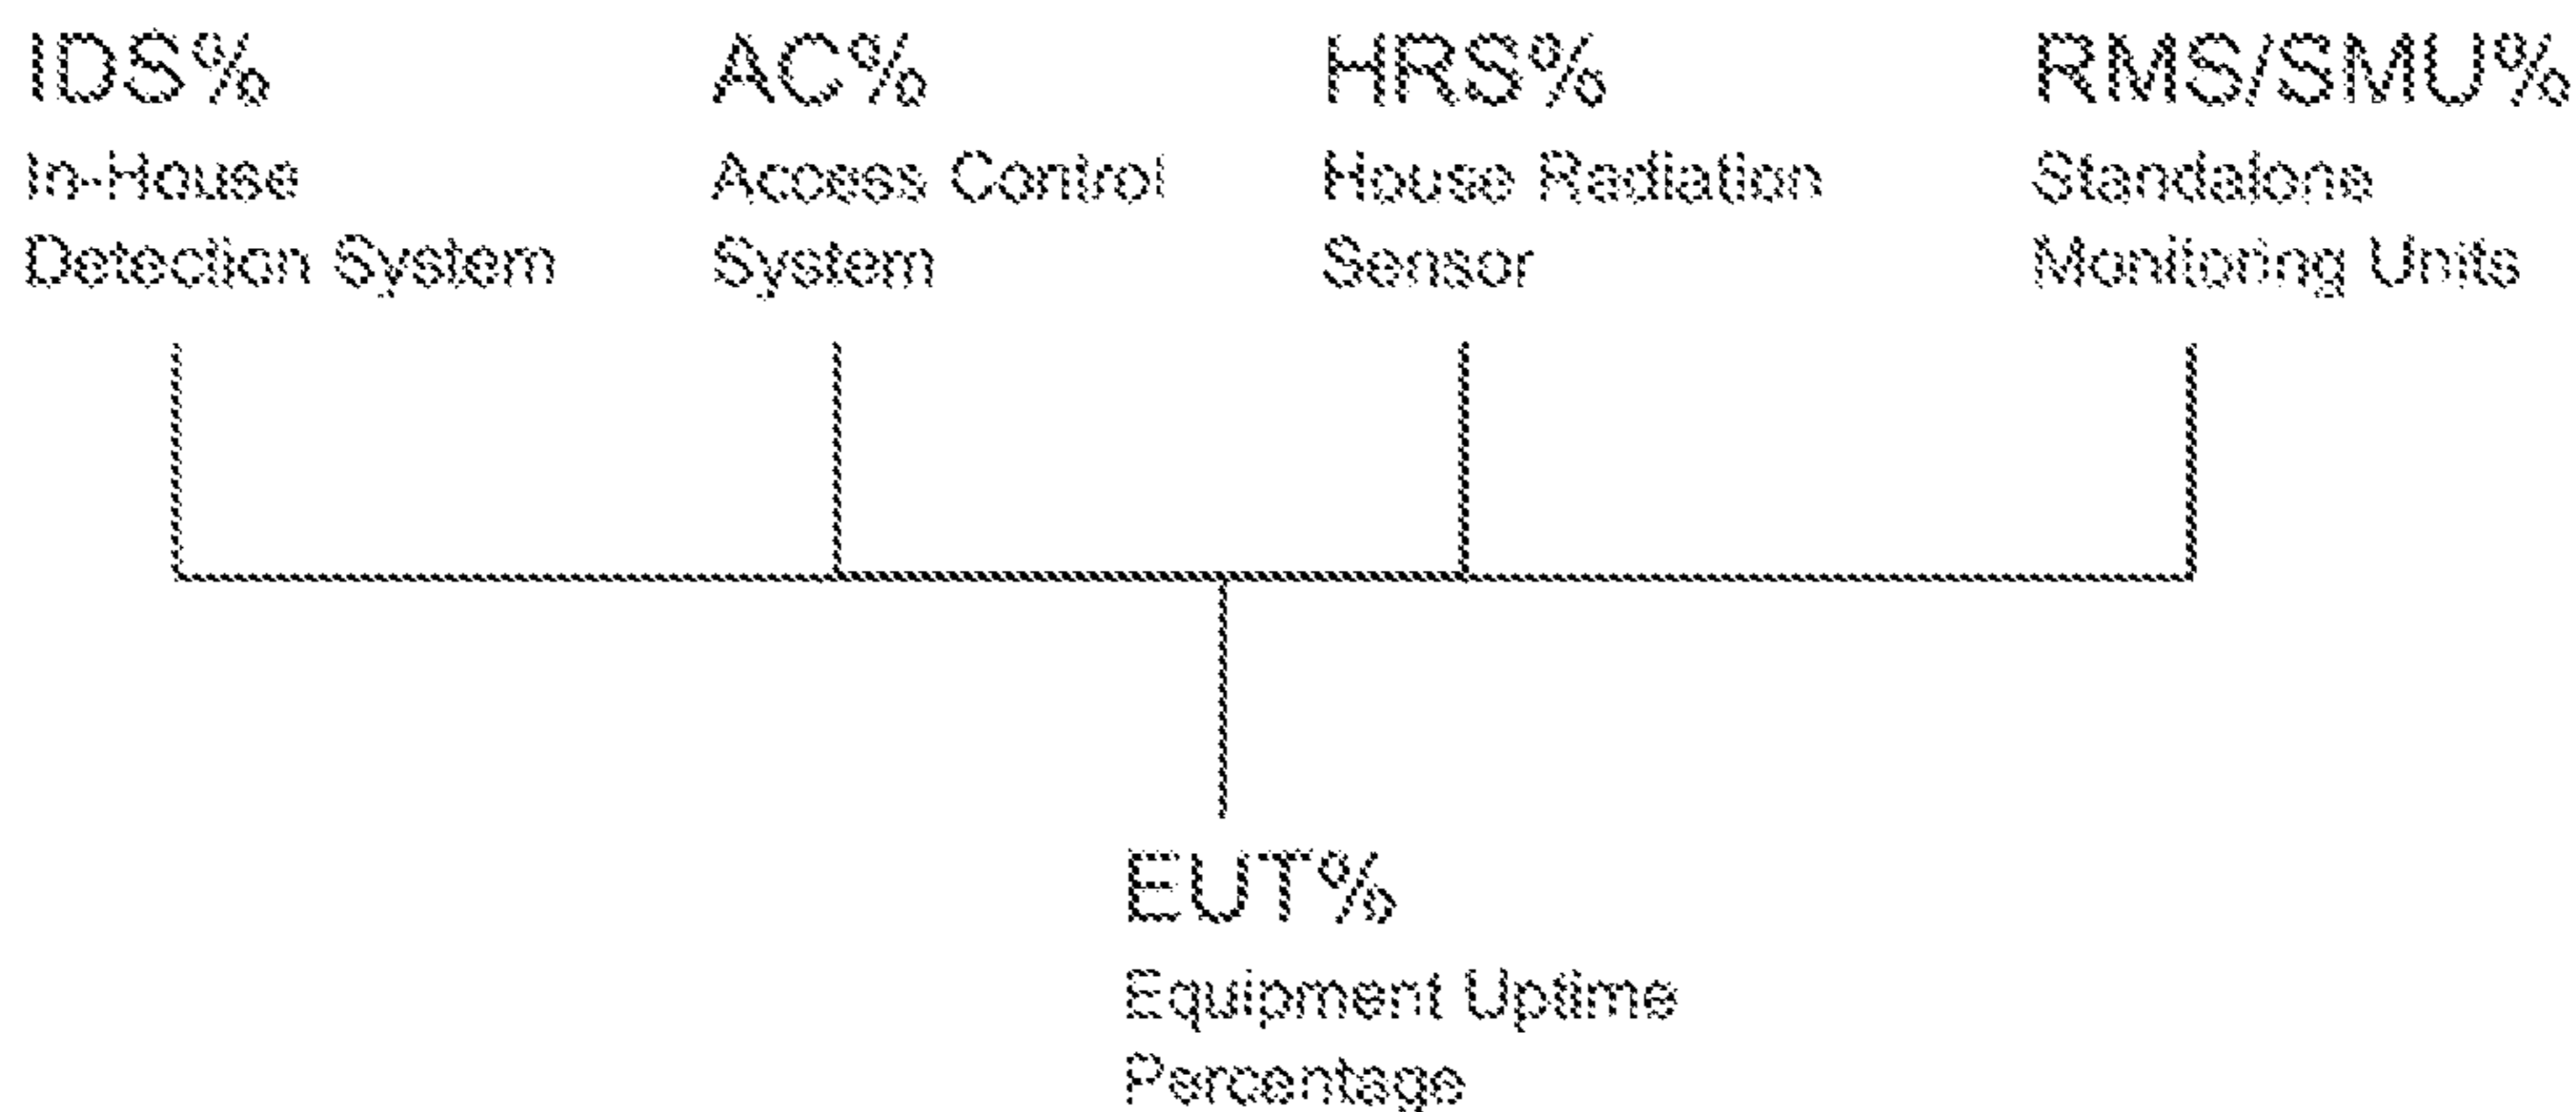 IDS%
In-House
Detection System
AC%
Access Control
System
HRS%
House Radiation
Sensor
RMS/SMU%
Standalone
Monitoring Units
EUT%
Equipment Uptime
Percentage